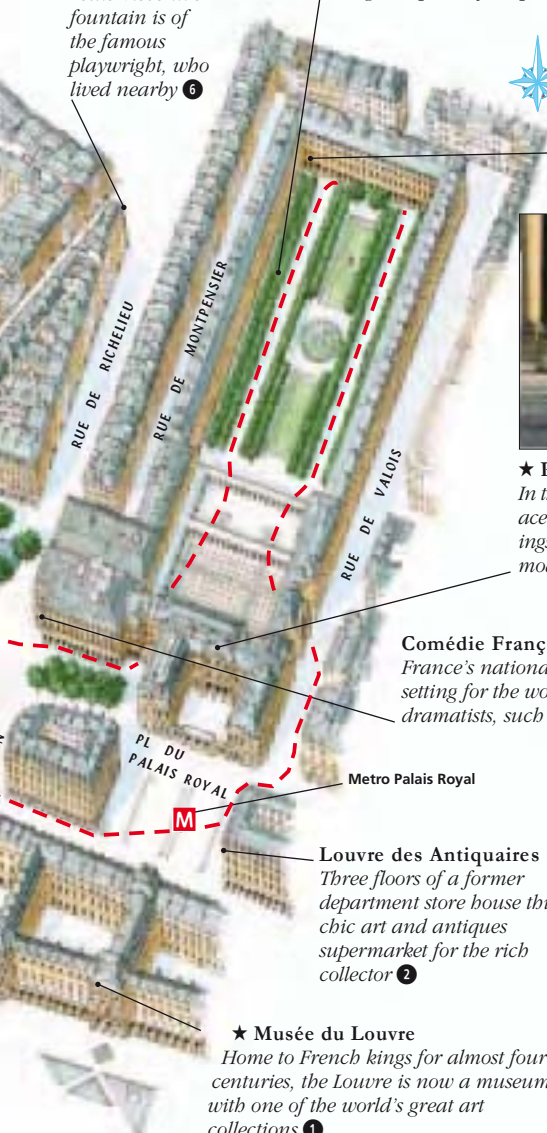 fountain is of
the famous
playwright, who
lived nearby 6
RUE DE RICHELIEU
RUE DE MONTPENSIER
RUE DE VALOIS
★
In
ace
ings
mo
Comédie Franç
France's national
setting for the wo
dramatists, such
PL DU
PALAIS ROYAL
Metro Palais Royal
M
Louvre des Antiquaires
Three floors of a former
department store house thi
chic art and antiques
supermarket for the rich
collector 2
★ Musée du Louvre
Home to French kings for almost four
centuries, the Louvre is now a museum
with one of the world's great art
collections 1